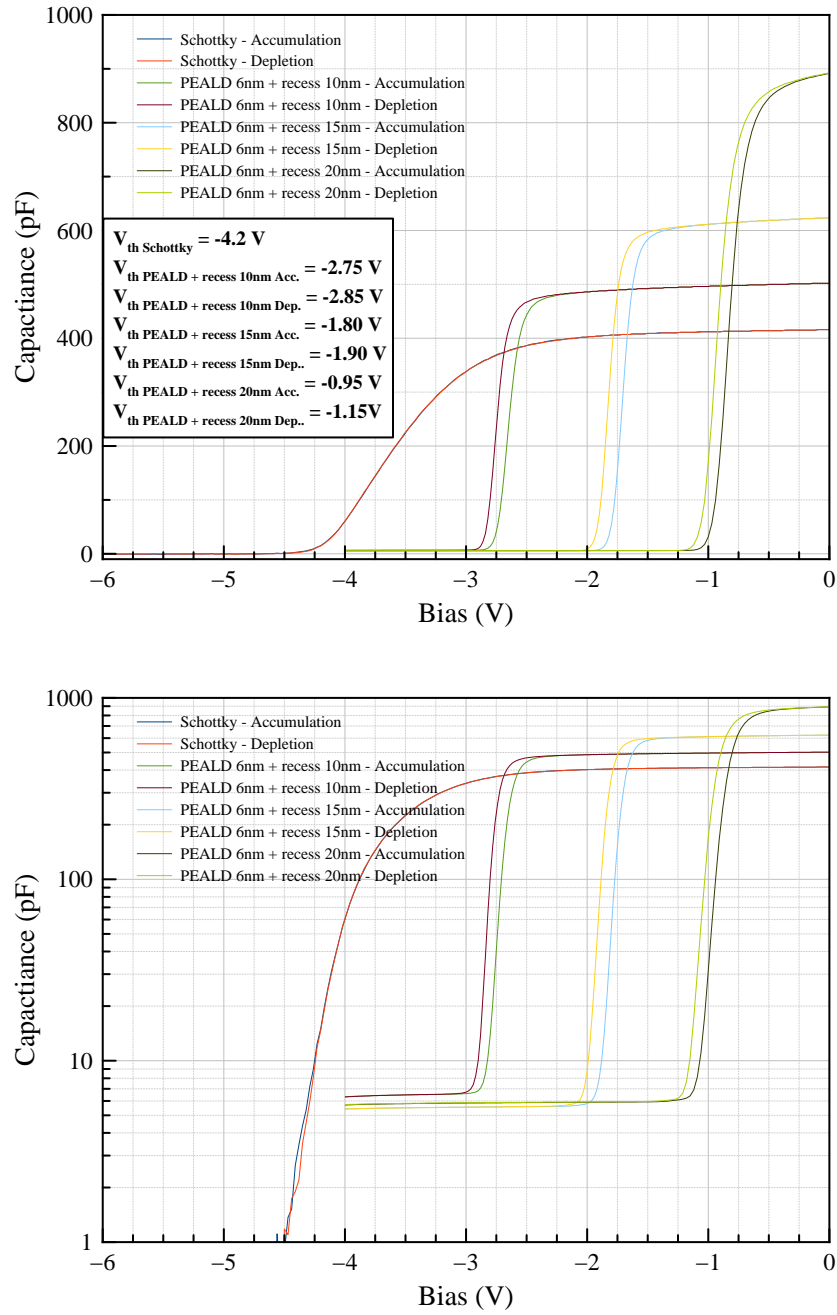 1000
800
600
400
200
0
Capactiance (pF)
Schottky - Accumulation
Schottky - Depletion
PEALD 6nm + recess 10nm - Accumulation
PEALD 6nm + recess 10nm - Depletion
PEALD 6nm + recess 15nm - Accumulation
PEALD 6nm + recess 15nm - Depletion
PEALD 6nm + recess 20nm - Accumulation
PEALD 6nm + recess 20nm - Depletion
V th Schottky = -4.2 V
V th PEALD + recess 10nm Acc. = -2.75 V
V th PEALD + recess 10nm Dep. = -2.85 V
V th PEALD + recess 15nm Acc. = -1.80 V
V th PEALD + recess 15nm Dep.. = -1.90 V
V th PEALD + recess 20nm Acc. = -0.95 V
V th PEALD + recess 20nm Dep.. = -1.15V
−6 −5 −4 −3 −2 −1 0
Bias (V)
1000
100
10
1
Capactiance (pF)
Schottky - Accumulation
Schottky - Depletion
PEALD 6nm + recess 10nm - Accumulation
PEALD 6nm + recess 10nm - Depletion
PEALD 6nm + recess 15nm - Accumulation
PEALD 6nm + recess 15nm - Depletion
PEALD 6nm + recess 20nm - Accumulation
PEALD 6nm + recess 20nm - Depletion
−6 −5 −4 −3 −2 −1 0
Bias (V)